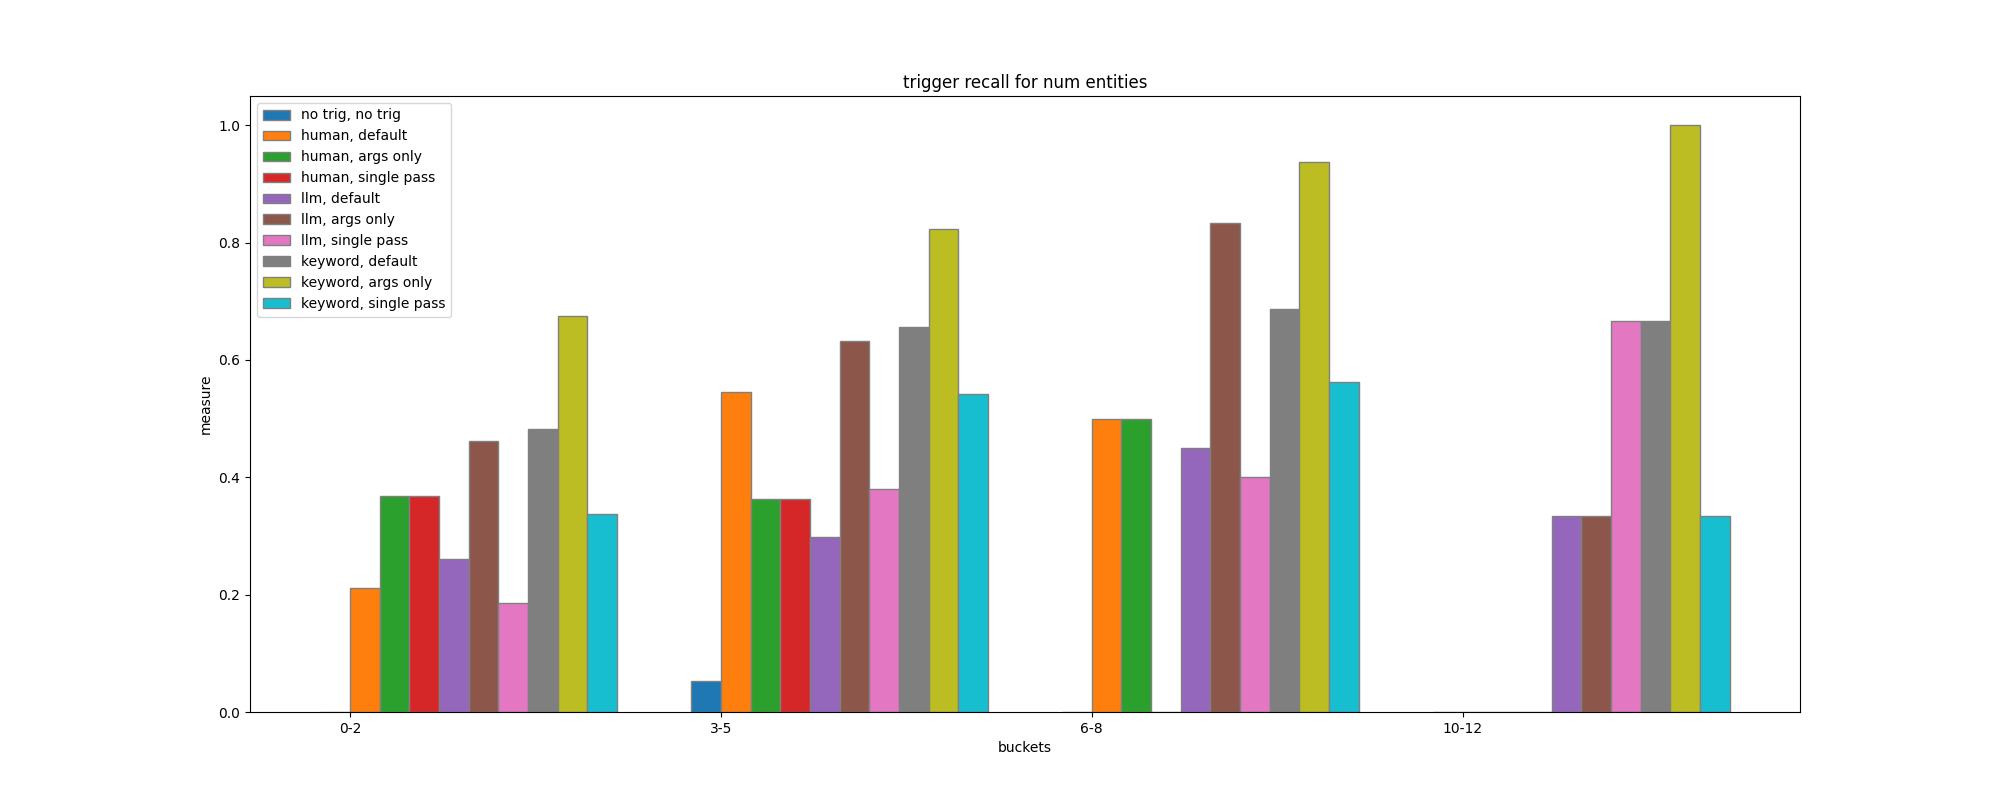 trigger recall for num entities
no trig, no trig
human, default
human, args only
human, single pass
llm, default
llm, args only
llm, single pass
keyword, default
keyword, args only
keyword, single pass
measure
1.0
0.8
0.6
0.4
0.2
0.0
0-2 3-5 6-8 10-12
buckets